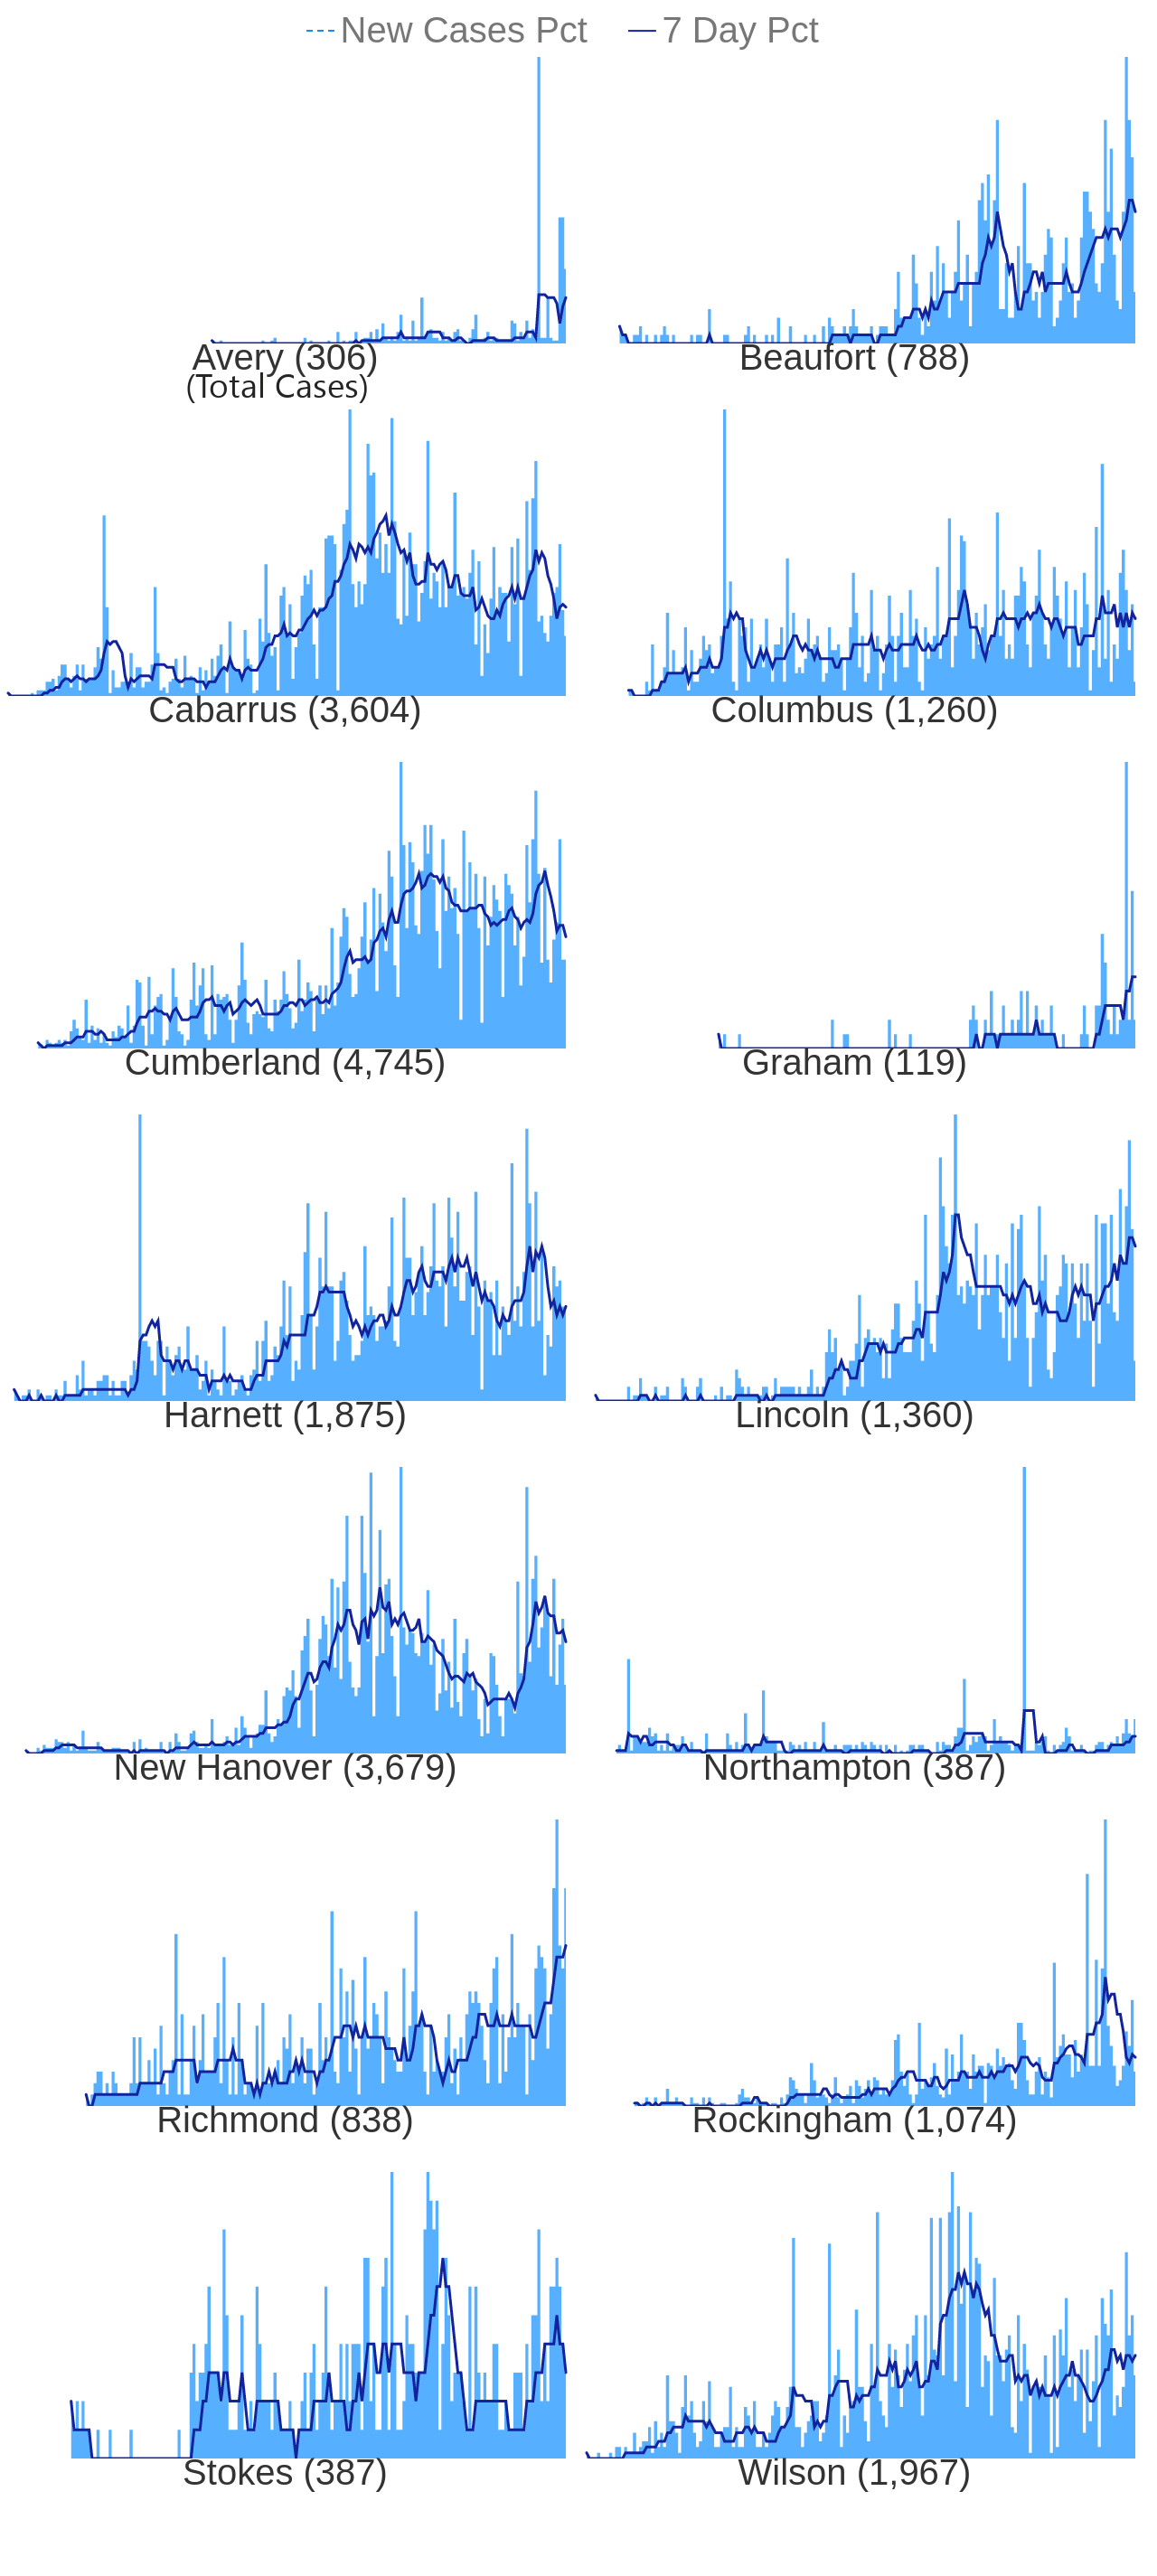 New Cases Pct 7 Day Pct
Avery (306) Beaufort (788)
(Total Cases)
Cabarrus (3,604) Columbus (1,260)
Cumberland (4,745) Graham (119)
Harnett (1,875) Lincoln (1,360)
New Hanover (3,679) Northampton (387)
Richmond (838) Rockingham (1,074)
Stokes (387) Wilson (1,967)